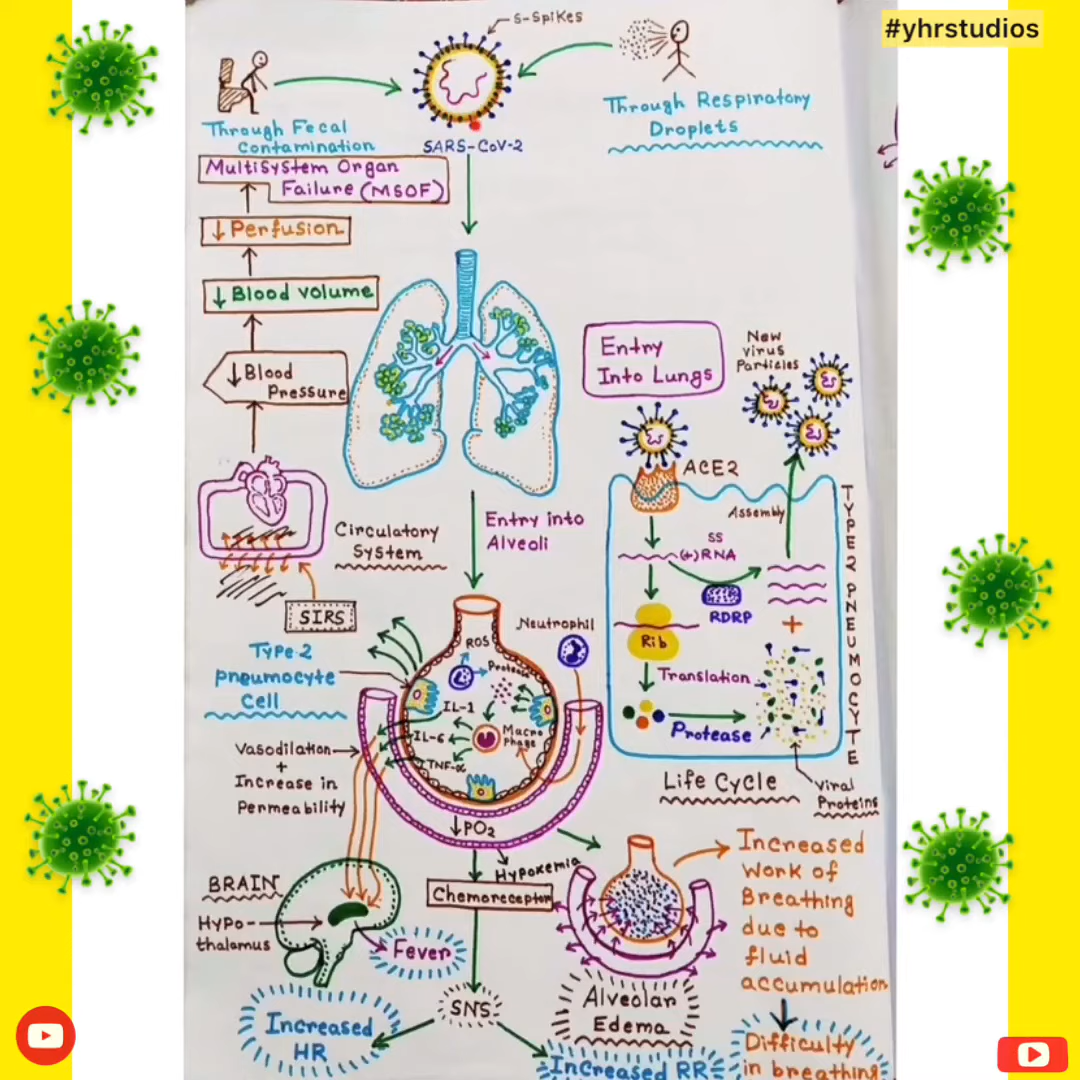 #yhrstudios
S-Spikes
Through Fecal
Contamination
SARS-CoV-2
Through Respiratory
Droplets
Multisystem Organ
Failure (MSOF)
↓ Perfusion
↓ Blood volume
↓ Blood
Pressure
Circulatory
System
SIRS
Entry into
Alveoli
Entry
Into Lungs
New
virus
Particles
ACE2
Assembly
SS
(+)RNA
RDRP
+
Rib
Translation
Protease
TYPE 2 PNEUMOCYTE
Life Cycle
Viral
Proteins
Type-2
pneumocyte
Cell
Neutrophil
ROS
Protease
IL-1
IL-6
TNF-α
Macro
phage
Vasodilation
+
Increase in
Permeability
↓PO2
Hypoxemia
Chemoreceptor
BRAIN
Hypo-
thalamus
Fever
SNS
Increased
HR
Increased RR
Alveolar
Edema
Increased
Work of
Breathing
due to
fluid
accumulation
Difficulty
in breathing